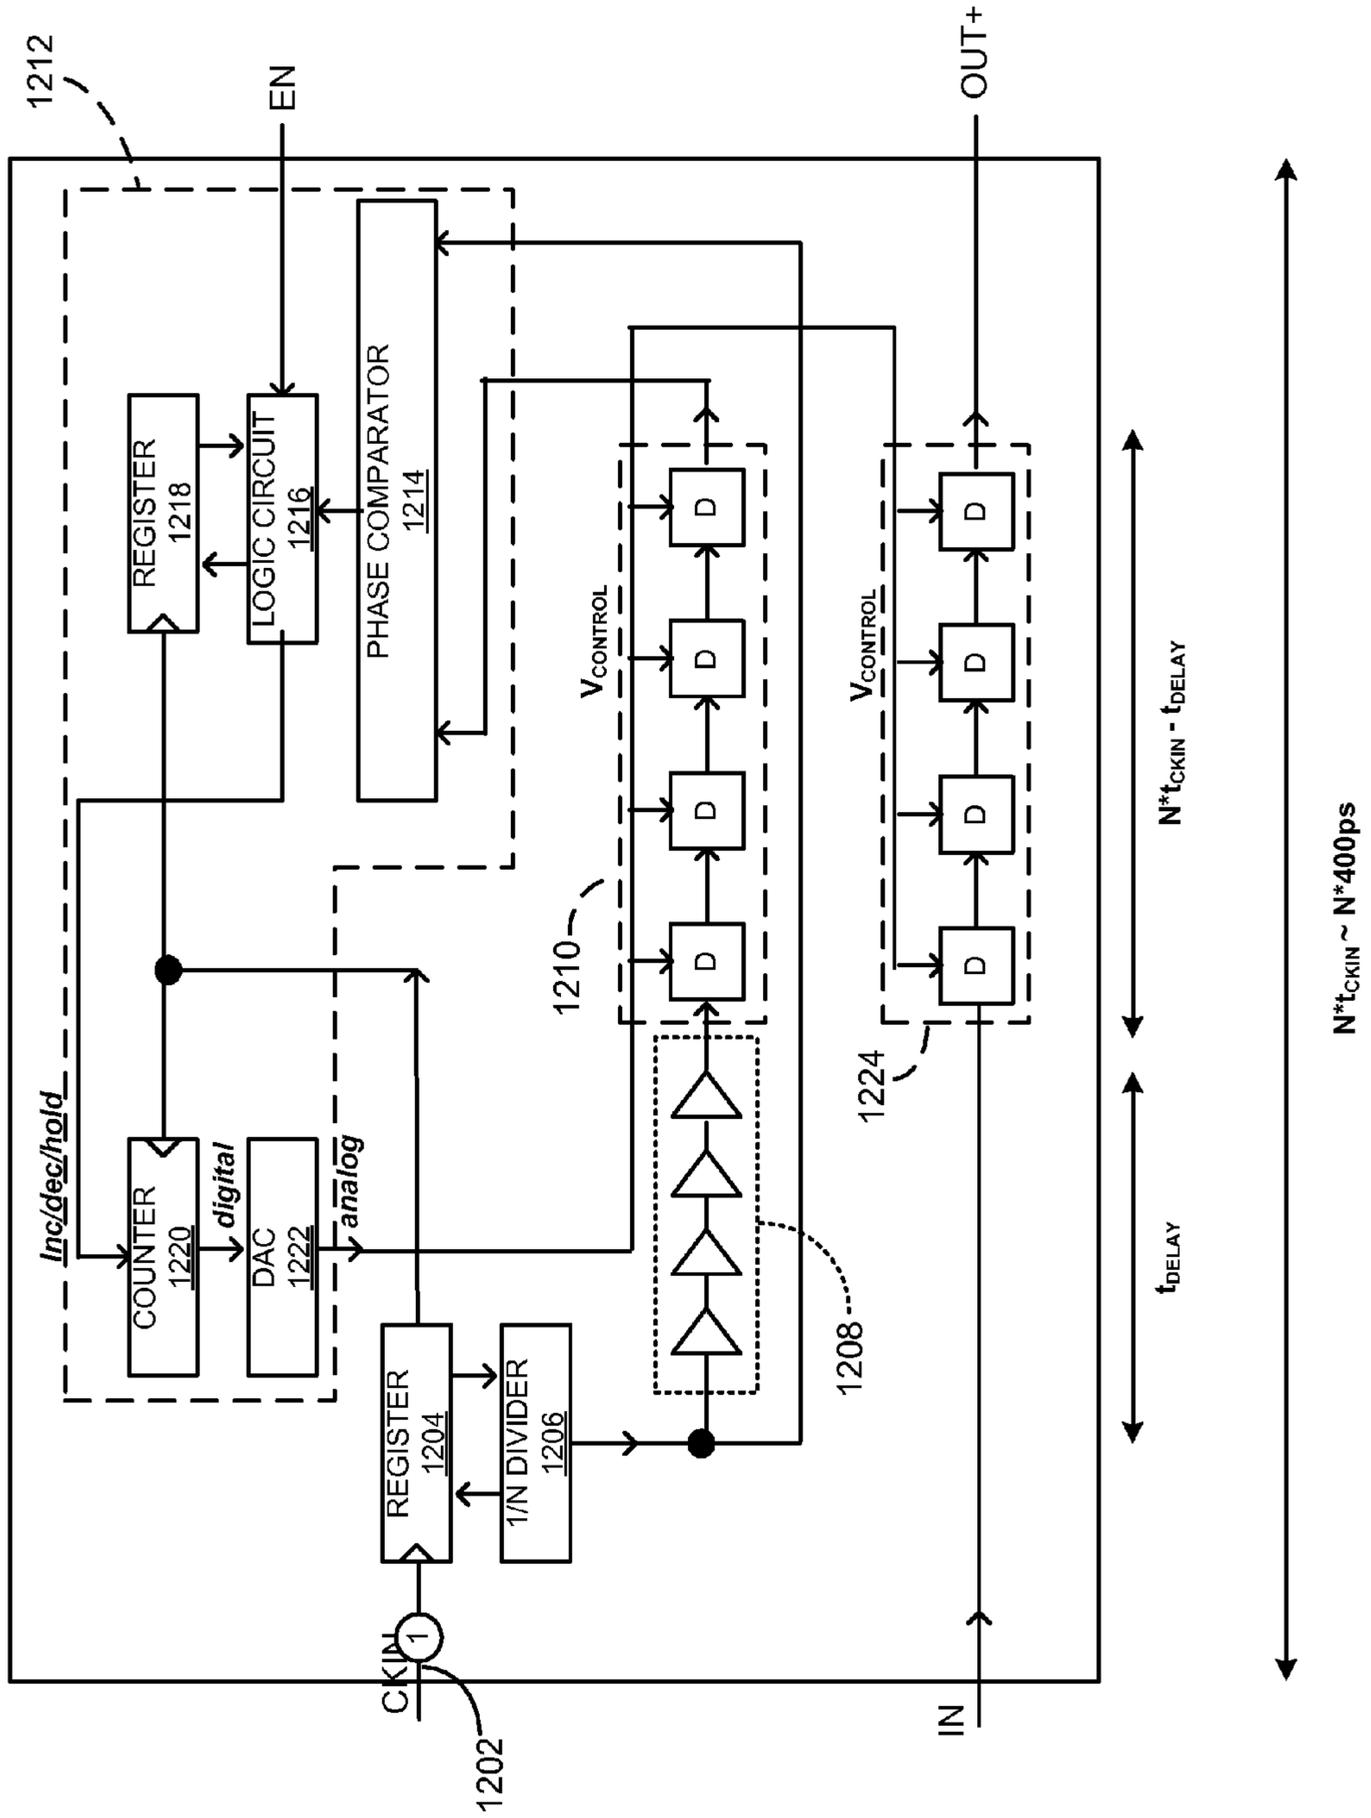 1212
EN
OUT+
REGISTER
1218
LOGIC CIRCUIT
1216
PHASE COMPARATOR
1214
Inc/dec/hold
COUNTER
1220
digital
DAC
1222
analog
CKIN
1
1202
REGISTER
1204
1/N DIVIDER
1206
1208
1210
VCONTROL
D
D
D
D
IN
1224
VCONTROL
D
D
D
D
tDELAY
N*tCKIN - tDELAY
N*tCKIN ~ N*400ps